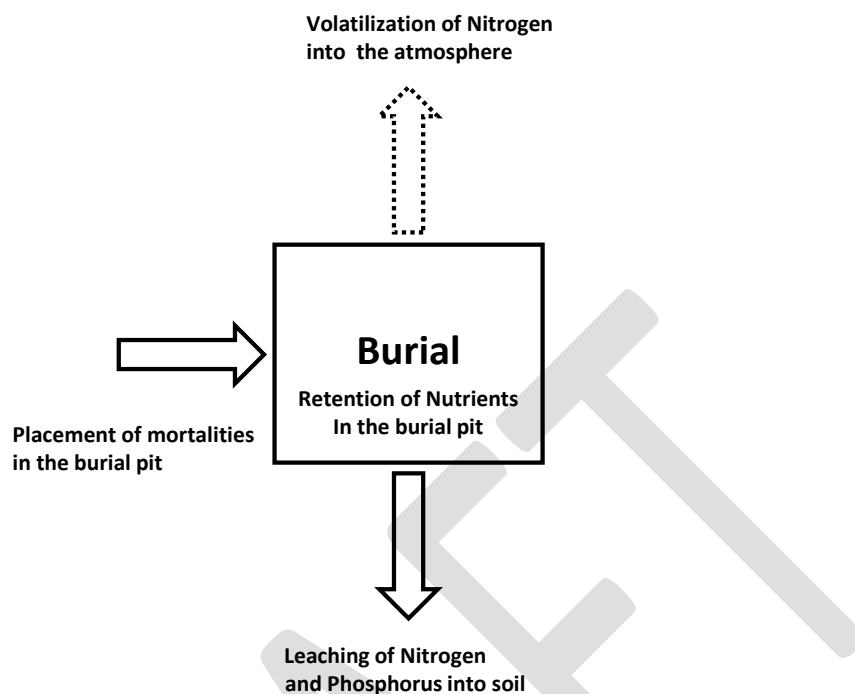 Volatilization of Nitrogen
into the atmosphere
Burial
Retention of Nutrients
In the burial pit
Placement of mortalities
in the burial pit
Leaching of Nitrogen
and Phosphorus into soil